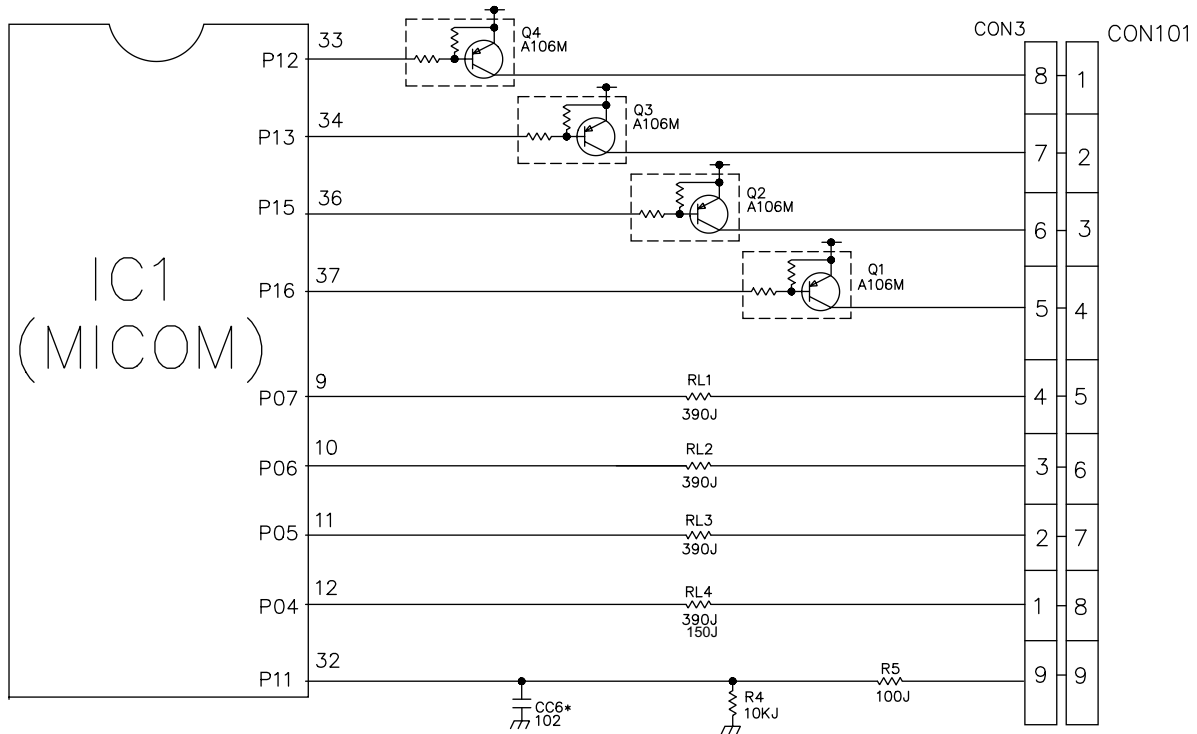 CON3 CON101
P12 33 Q4 8 1
A106M
P13 34 Q3 7 2
A106M
P15 36 Q2 6 3
A106M
P16 37 Q1 5 4
A106M
IC1
(MICOM)
P07 9 RL1 4 5
390J
P06 10 RL2 3 6
390J
P05 11 RL3 2 7
390J
P04 12 RL4 1 8
390J
150J
P11 32 R5 9 9
100J
CC6* R4
102 10KJ